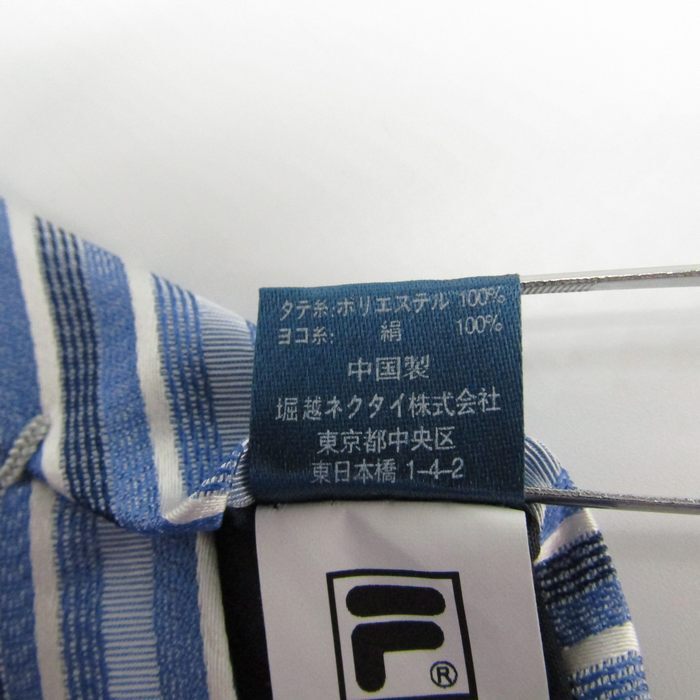 タテ糸:ポリエステル 100%
ヨコ糸: 絹 100%
中国製
堀越ネクタイ株式会社
東京都中央区
東日本橋 1-4-2
F
®